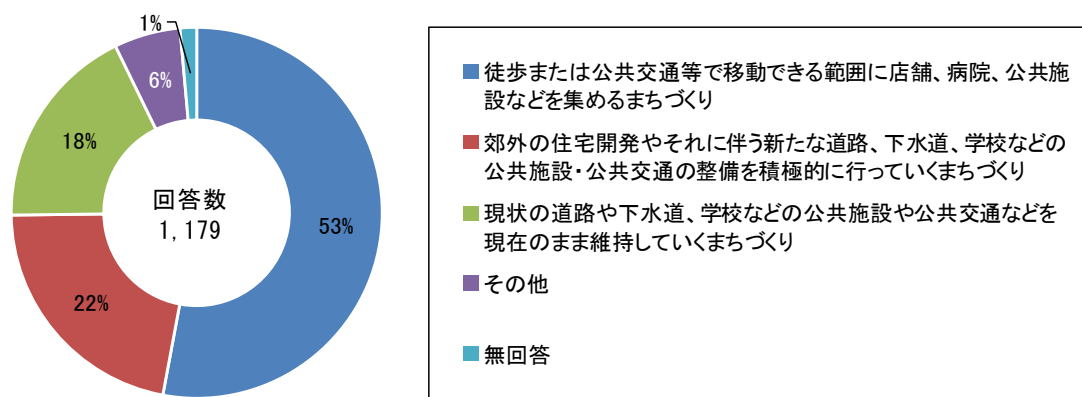 1%
6%
18%
回答数
1,179
53%
22%
徒歩または公共交通等で移動できる範囲に店舗、病院、公共施
設などを集めるまちづくり
郊外の住宅開発やそれに伴う新たな道路、下水道、学校などの
公共施設・公共交通の整備を積極的に行っていくまちづくり
現状の道路や下水道、学校などの公共施設や公共交通などを
現在のまま維持していくまちづくり
その他
無回答